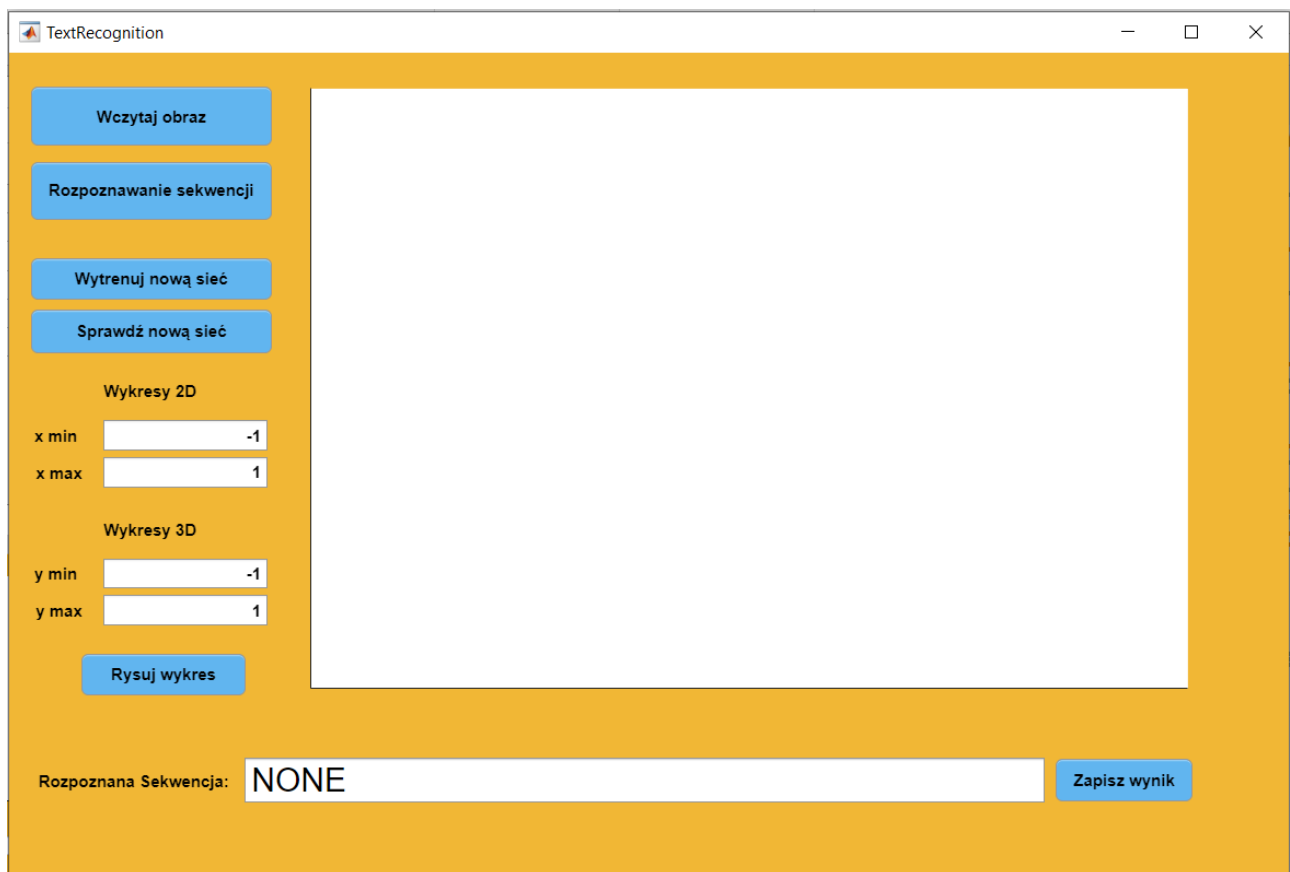 TextRecognition
Wczytaj obraz
Rozpoznawanie sekwencji
Wytrenuj nową sieć
Sprawdź nową sieć
Wykresy 2D
x min -1
x max 1
Wykresy 3D
y min -1
y max 1
Rysuj wykres
Rozpoznana Sekwencja: NONE Zapisz wynik